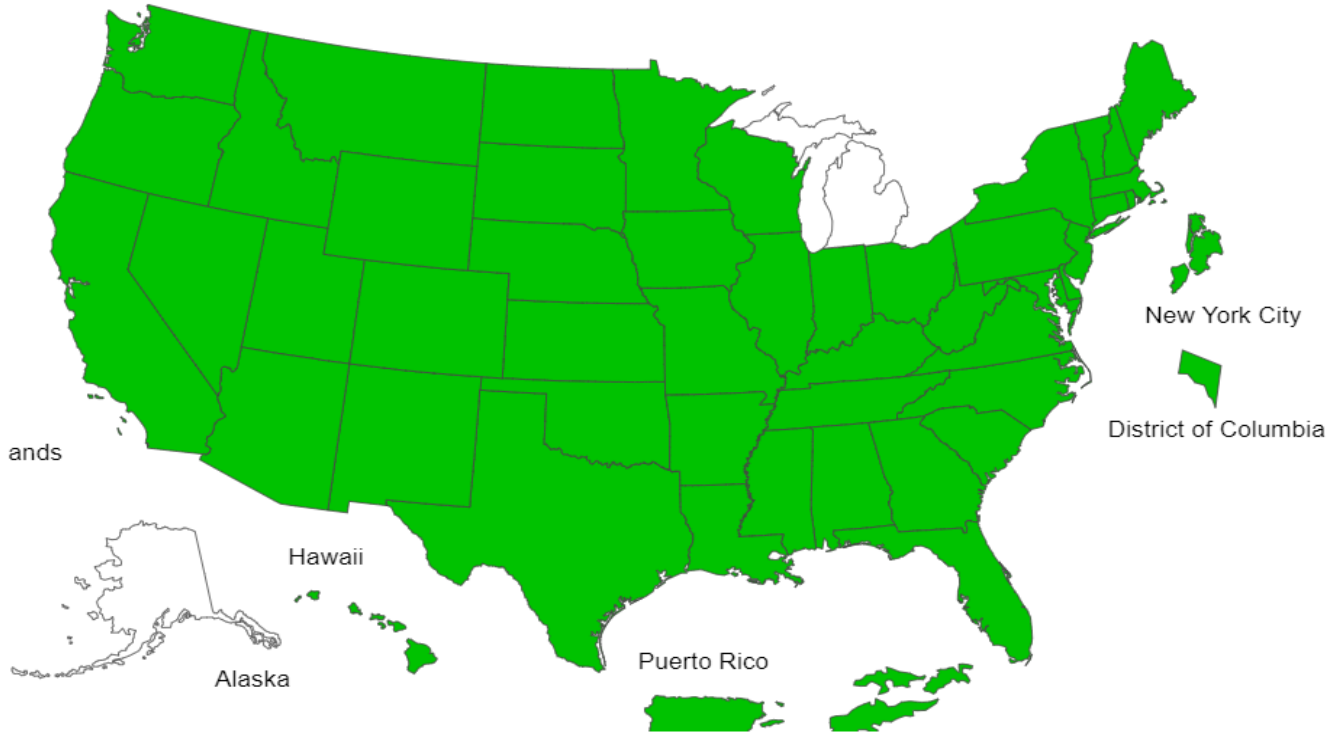 New York City
District of Columbia
ands
Hawaii
Puerto Rico
Alaska